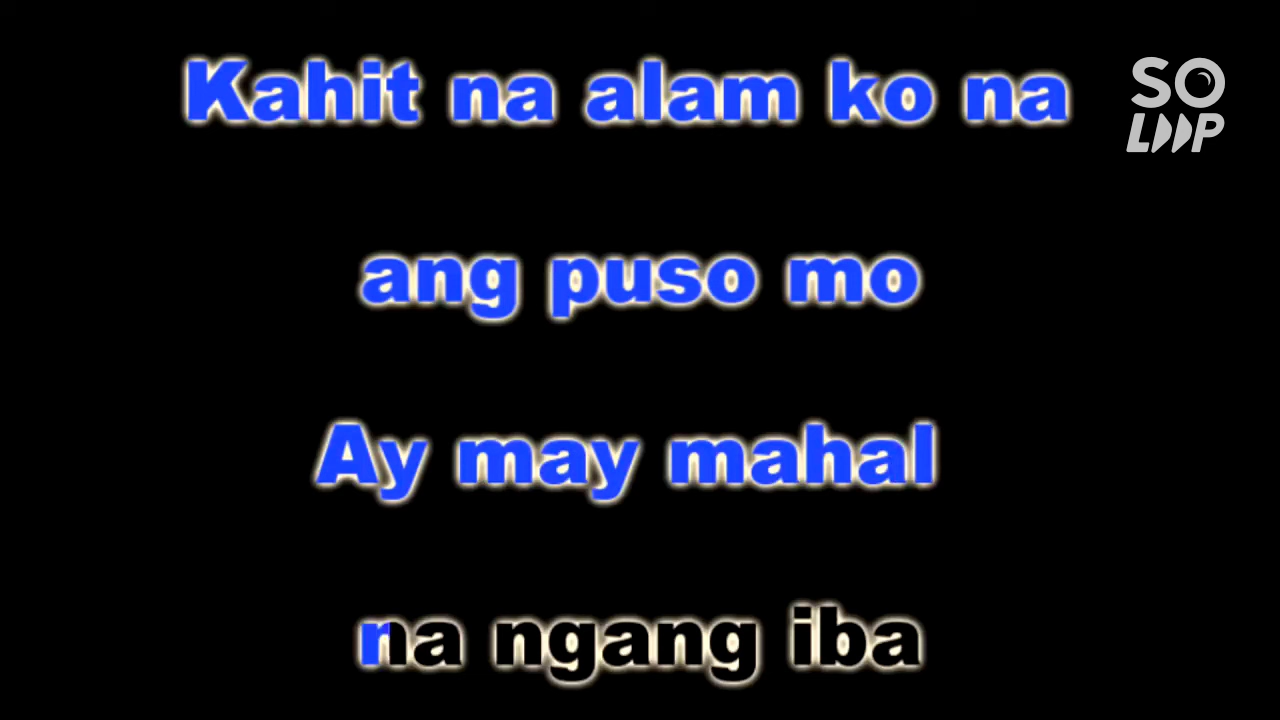 Kahit na alam ko na
SO
LOOP
ang puso mo
Ay may mahal
na ngang iba